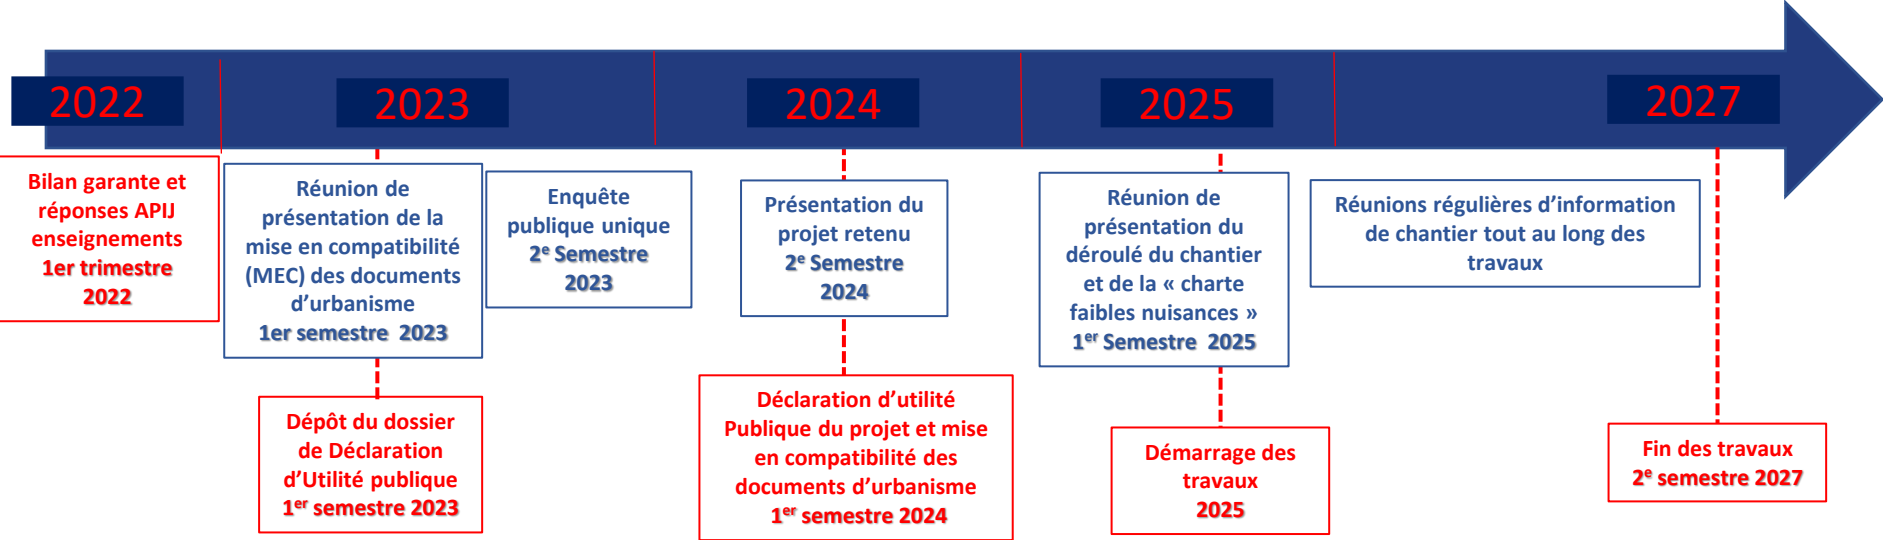 2022
2023
2024
2025
2027
Bilan garante et
réponses APIJ
enseignements
1er trimestre
2022
Réunion de
présentation de la
mise en compatibilité
(MEC) des documents
d’urbanisme
1er semestre 2023
Enquête
publique unique
2e Semestre
2023
Présentation du
projet retenu
2e Semestre
2024
Réunion de
présentation du
déroulé du chantier
et de la « charte
faibles nuisances »
1er Semestre 2025
Réunions régulières d’information
de chantier tout au long des
travaux
Dépôt du dossier
de Déclaration
d’Utilité publique
1er semestre 2023
Déclaration d’utilité
Publique du projet et mise
en compatibilité des
documents d’urbanisme
1er semestre 2024
Démarrage des
travaux
2025
Fin des travaux
2e semestre 2027